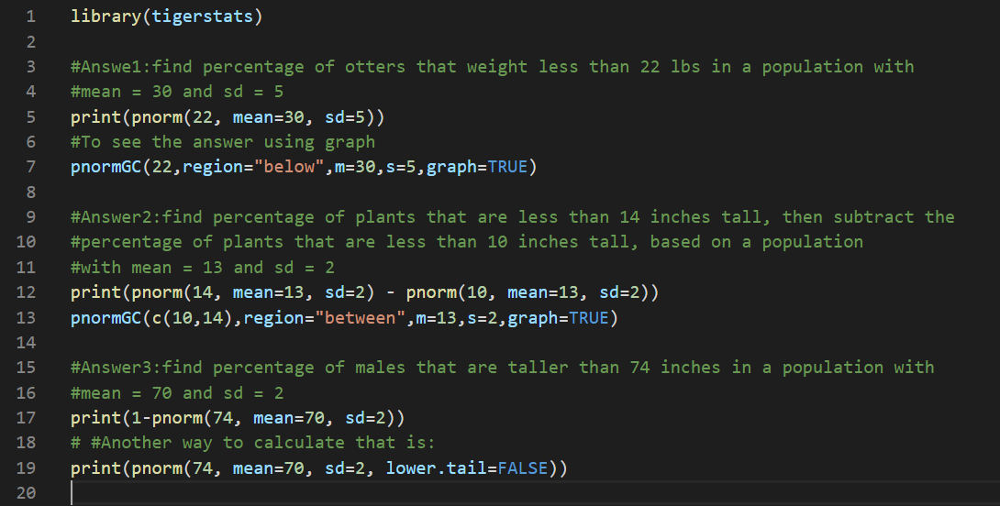 1 library(tigerstats)
2
3 #Answe1:find percentage of otters that weight less than 22 lbs in a population with
4 #mean = 30 and sd = 5
5 print(pnorm(22, mean=30, sd=5))
6 #To see the answer using graph
7 pnormGC(22,region="below",m=30,s=5,graph=TRUE)
8
9 #Answer2:find percentage of plants that are less than 14 inches tall, then subtract the
10 #percentage of plants that are less than 10 inches tall, based on a population
11 #with mean = 13 and sd = 2
12 print(pnorm(14, mean=13, sd=2) - pnorm(10, mean=13, sd=2))
13 pnormGC(c(10,14),region="between",m=13,s=2,graph=TRUE)
14
15 #Answer3:find percentage of males that are taller than 74 inches in a population with
16 #mean = 70 and sd = 2
17 print(1-pnorm(74, mean=70, sd=2))
18 # #Another way to calculate that is:
19 print(pnorm(74, mean=70, sd=2, lower.tail=FALSE))
20